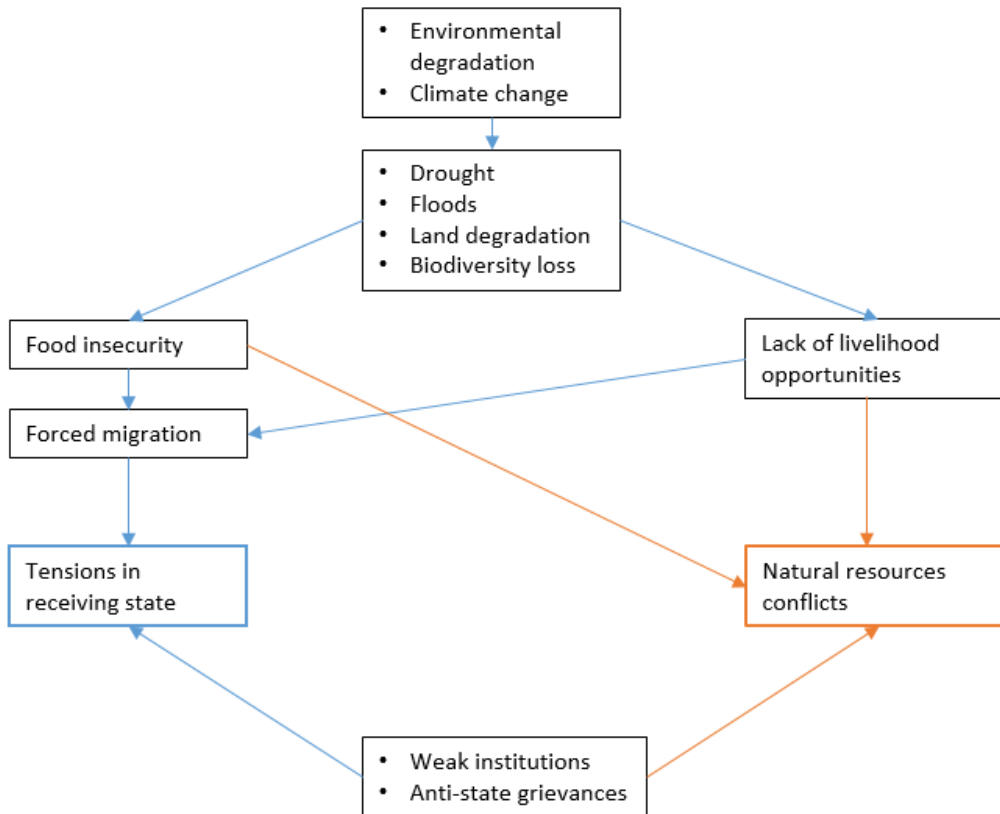 • Environmental
degradation
• Climate change
• Drought
• Floods
• Land degradation
• Biodiversity loss
Food insecurity
Lack of livelihood
opportunities
Forced migration
Tensions in
receiving state
Natural resources
conflicts
• Weak institutions
• Anti-state grievances